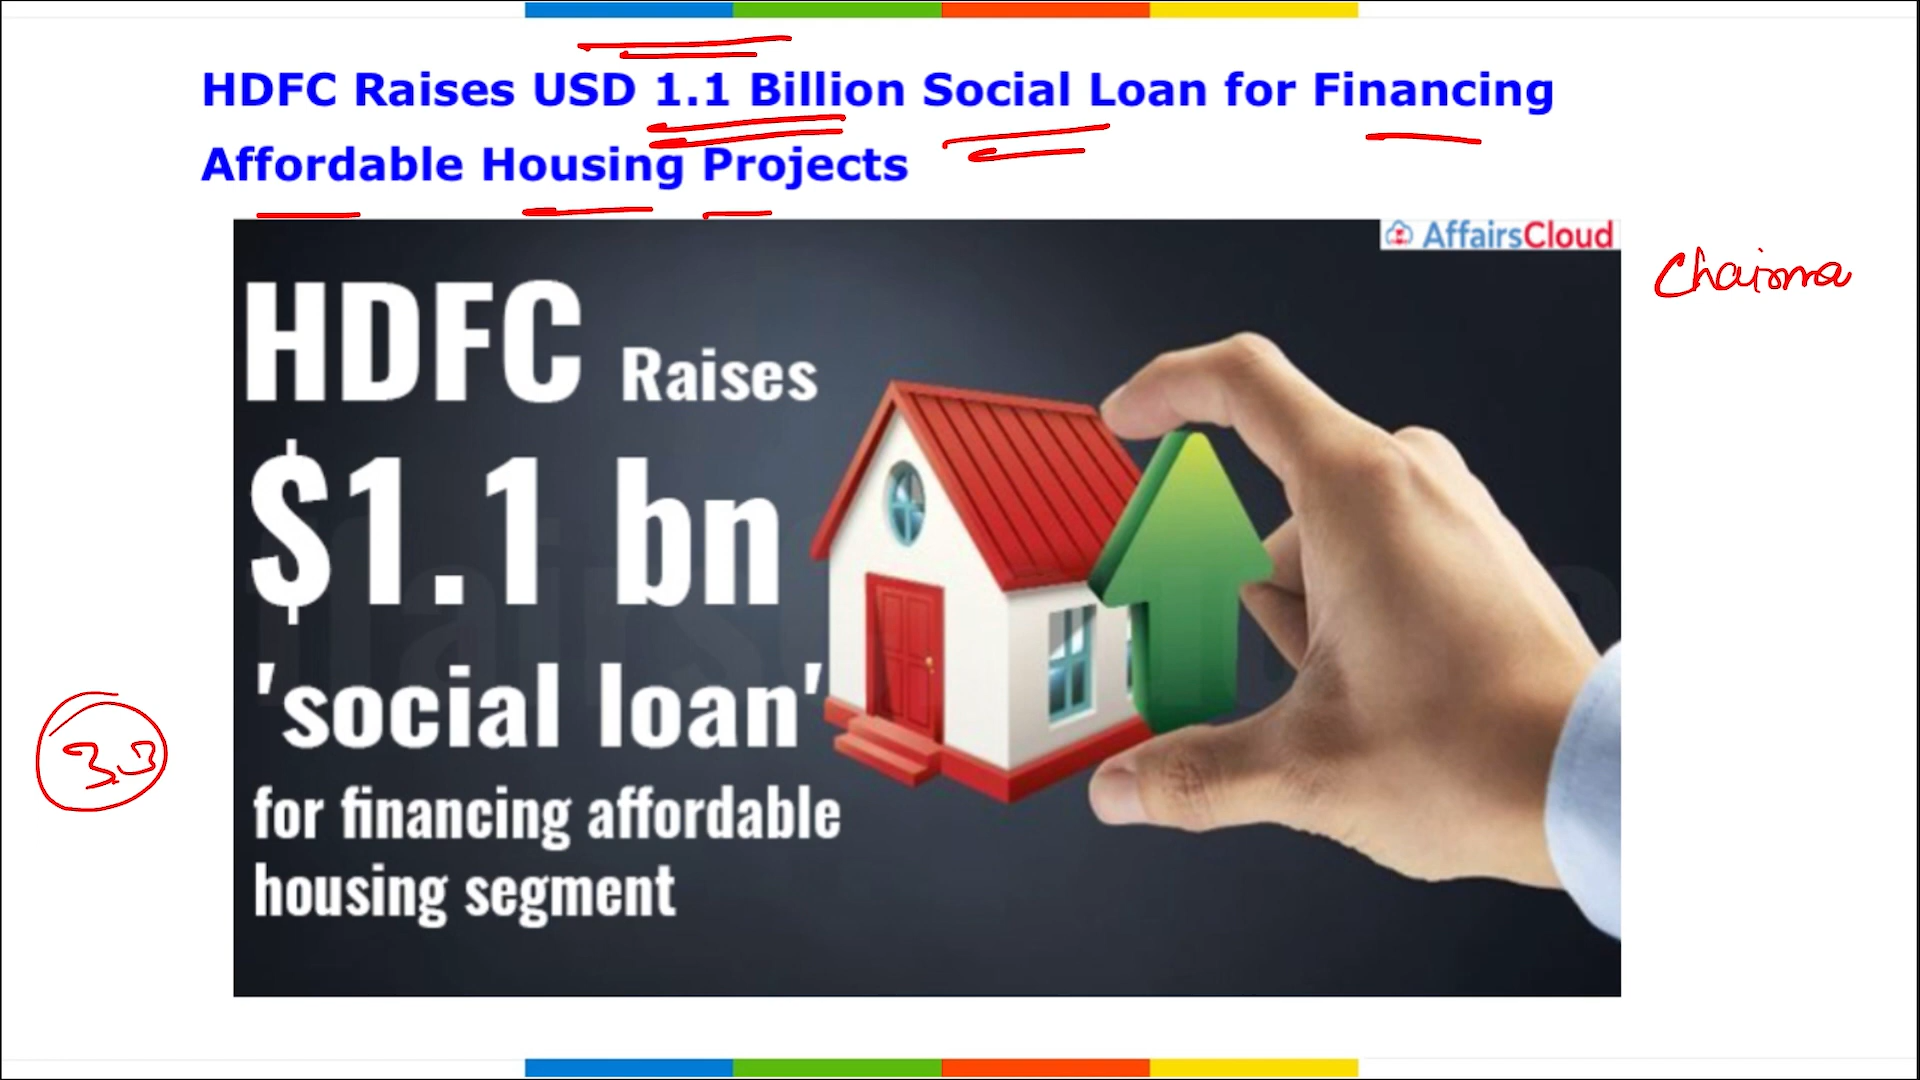 HDFC Raises USD 1.1 Billion Social Loan for Financing
Affordable Housing Projects
AffairsCloud
Chairma
HDFC Raises
$1.1 bn
'social loan'
for financing affordable
housing segment
33